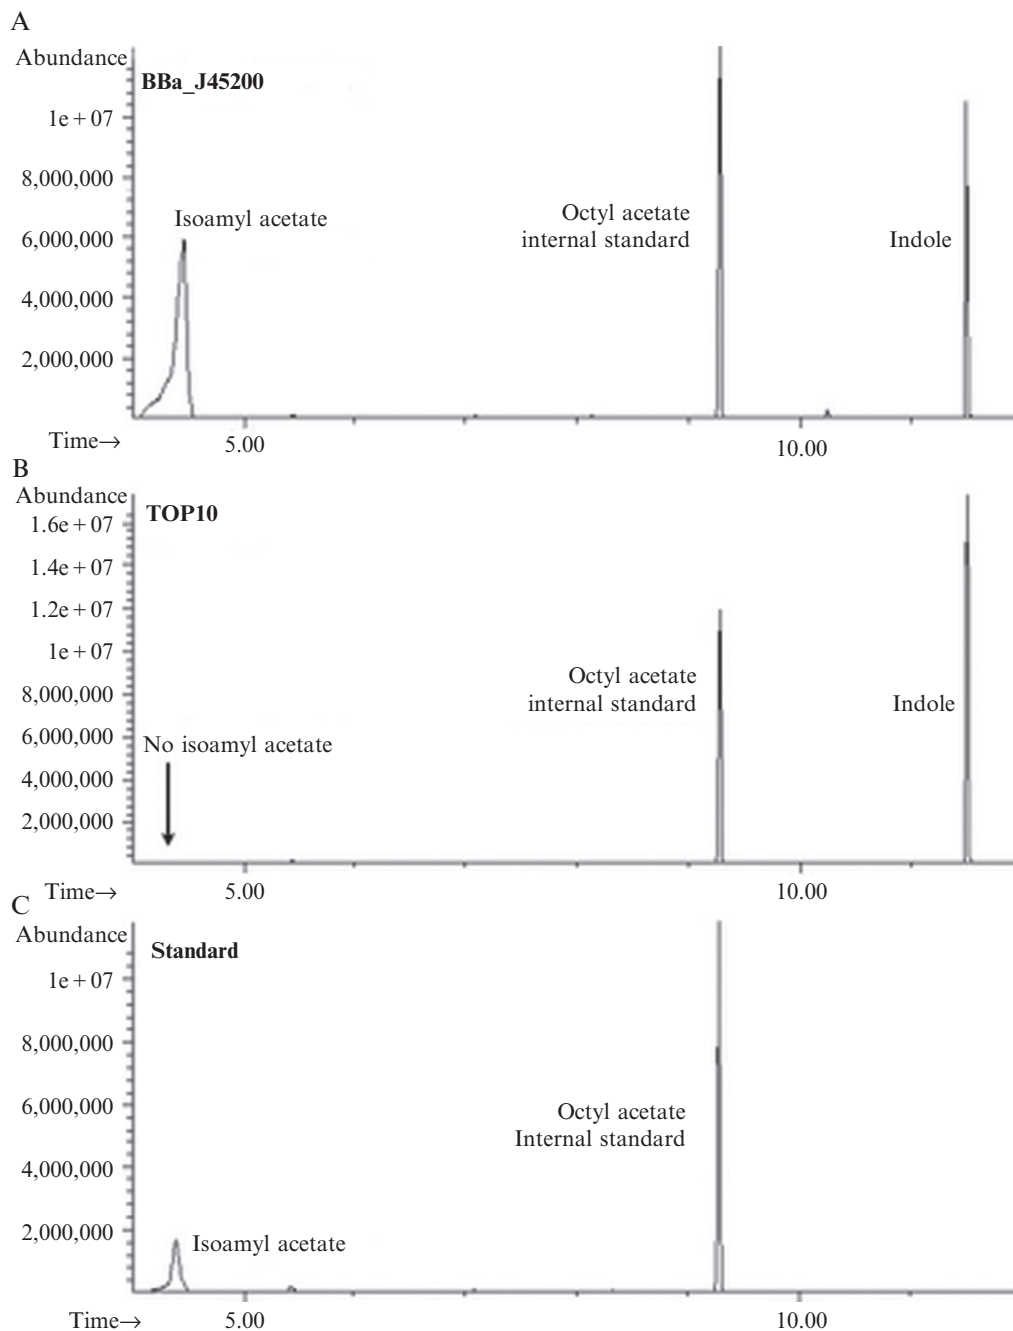 A
Abundance
BBa_J45200
1e + 07
8,000,000
Isoamyl acetate
Octyl acetate
internal standard
Indole
6,000,000
4,000,000
2,000,000
Time→
5.00
10.00
B
Abundance
TOP10
1.6e + 07
1.4e + 07
1.2e + 07
1e + 07
Octyl acetate
internal standard
Indole
8,000,000
6,000,000
No isoamyl acetate
4,000,000
2,000,000
Time→
5.00
10.00
C
Abundance
Standard
1e + 07
8,000,000
6,000,000
Octyl acetate
Internal standard
4,000,000
2,000,000
Isoamyl acetate
Time→
5.00
10.00